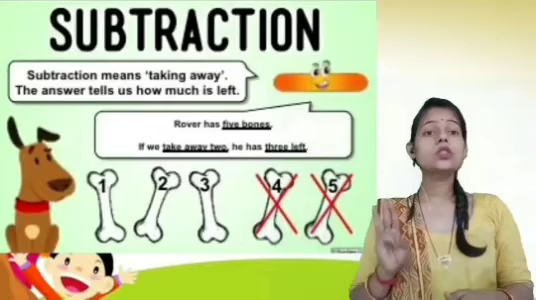 SUBTRACTION
Subtraction means 'taking away'.
The answer tells us how much is left.
Rover has five bones.
If we take away two, he has three left.
1 2 3 4 5